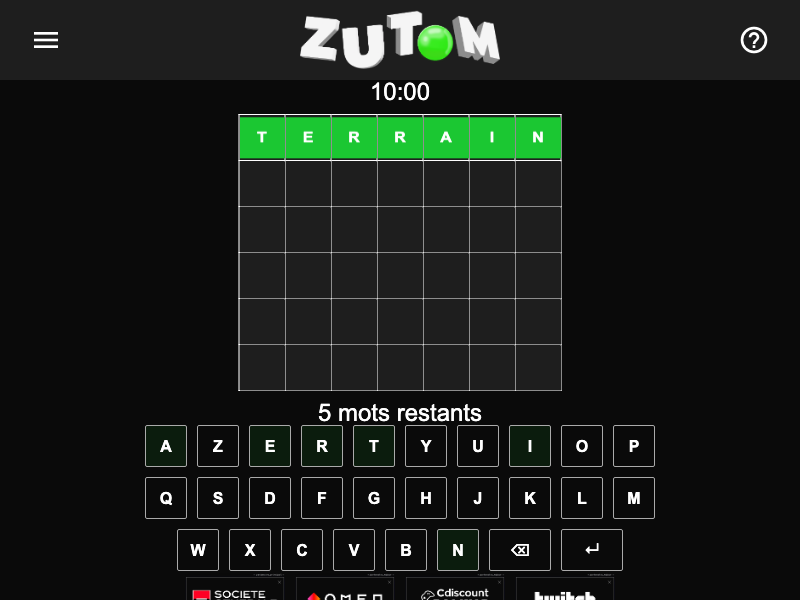 ZUTOM
10:00
T E R R A I N
5 mots restants
A Z E R T Y U I O P
Q S D F G H J K L M
W X C V B N
SOCIETE
OMEN
Cdiscount
twitch